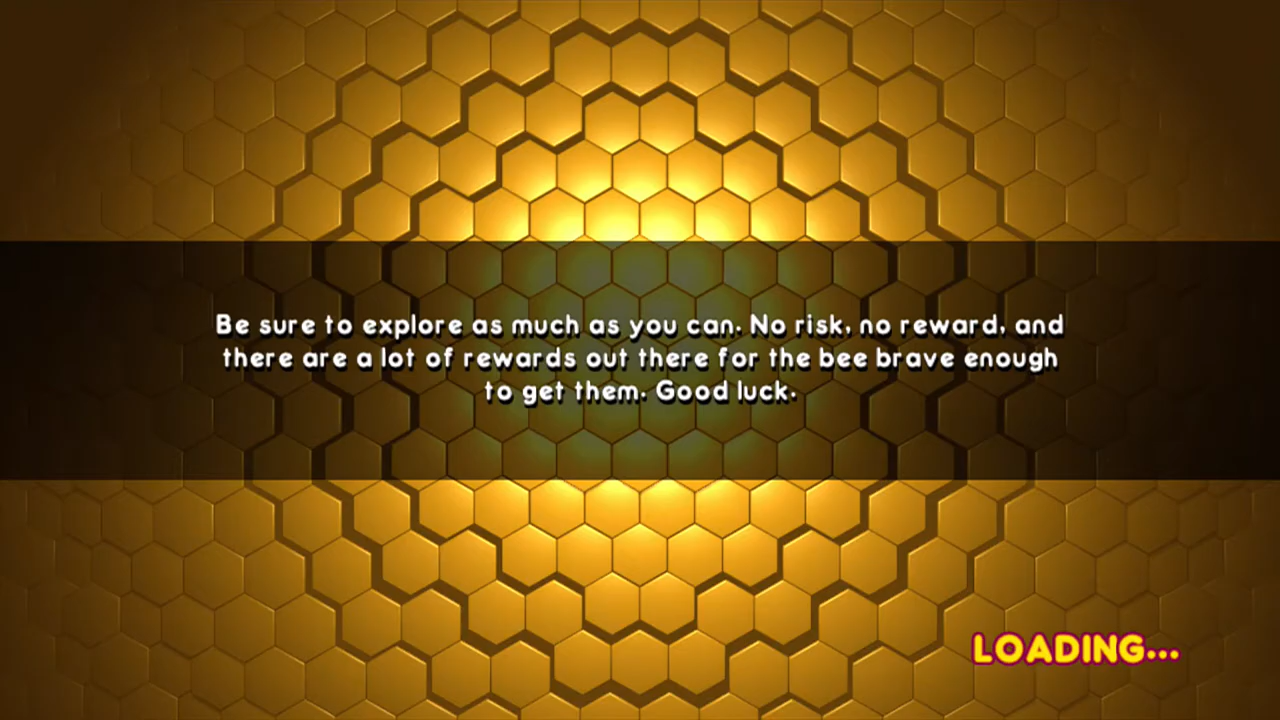 Be sure to explore as much as you can. No risk, no reward, and
there are a lot of rewards out there for the bee brave enough
to get them. Good luck.
LOADING...